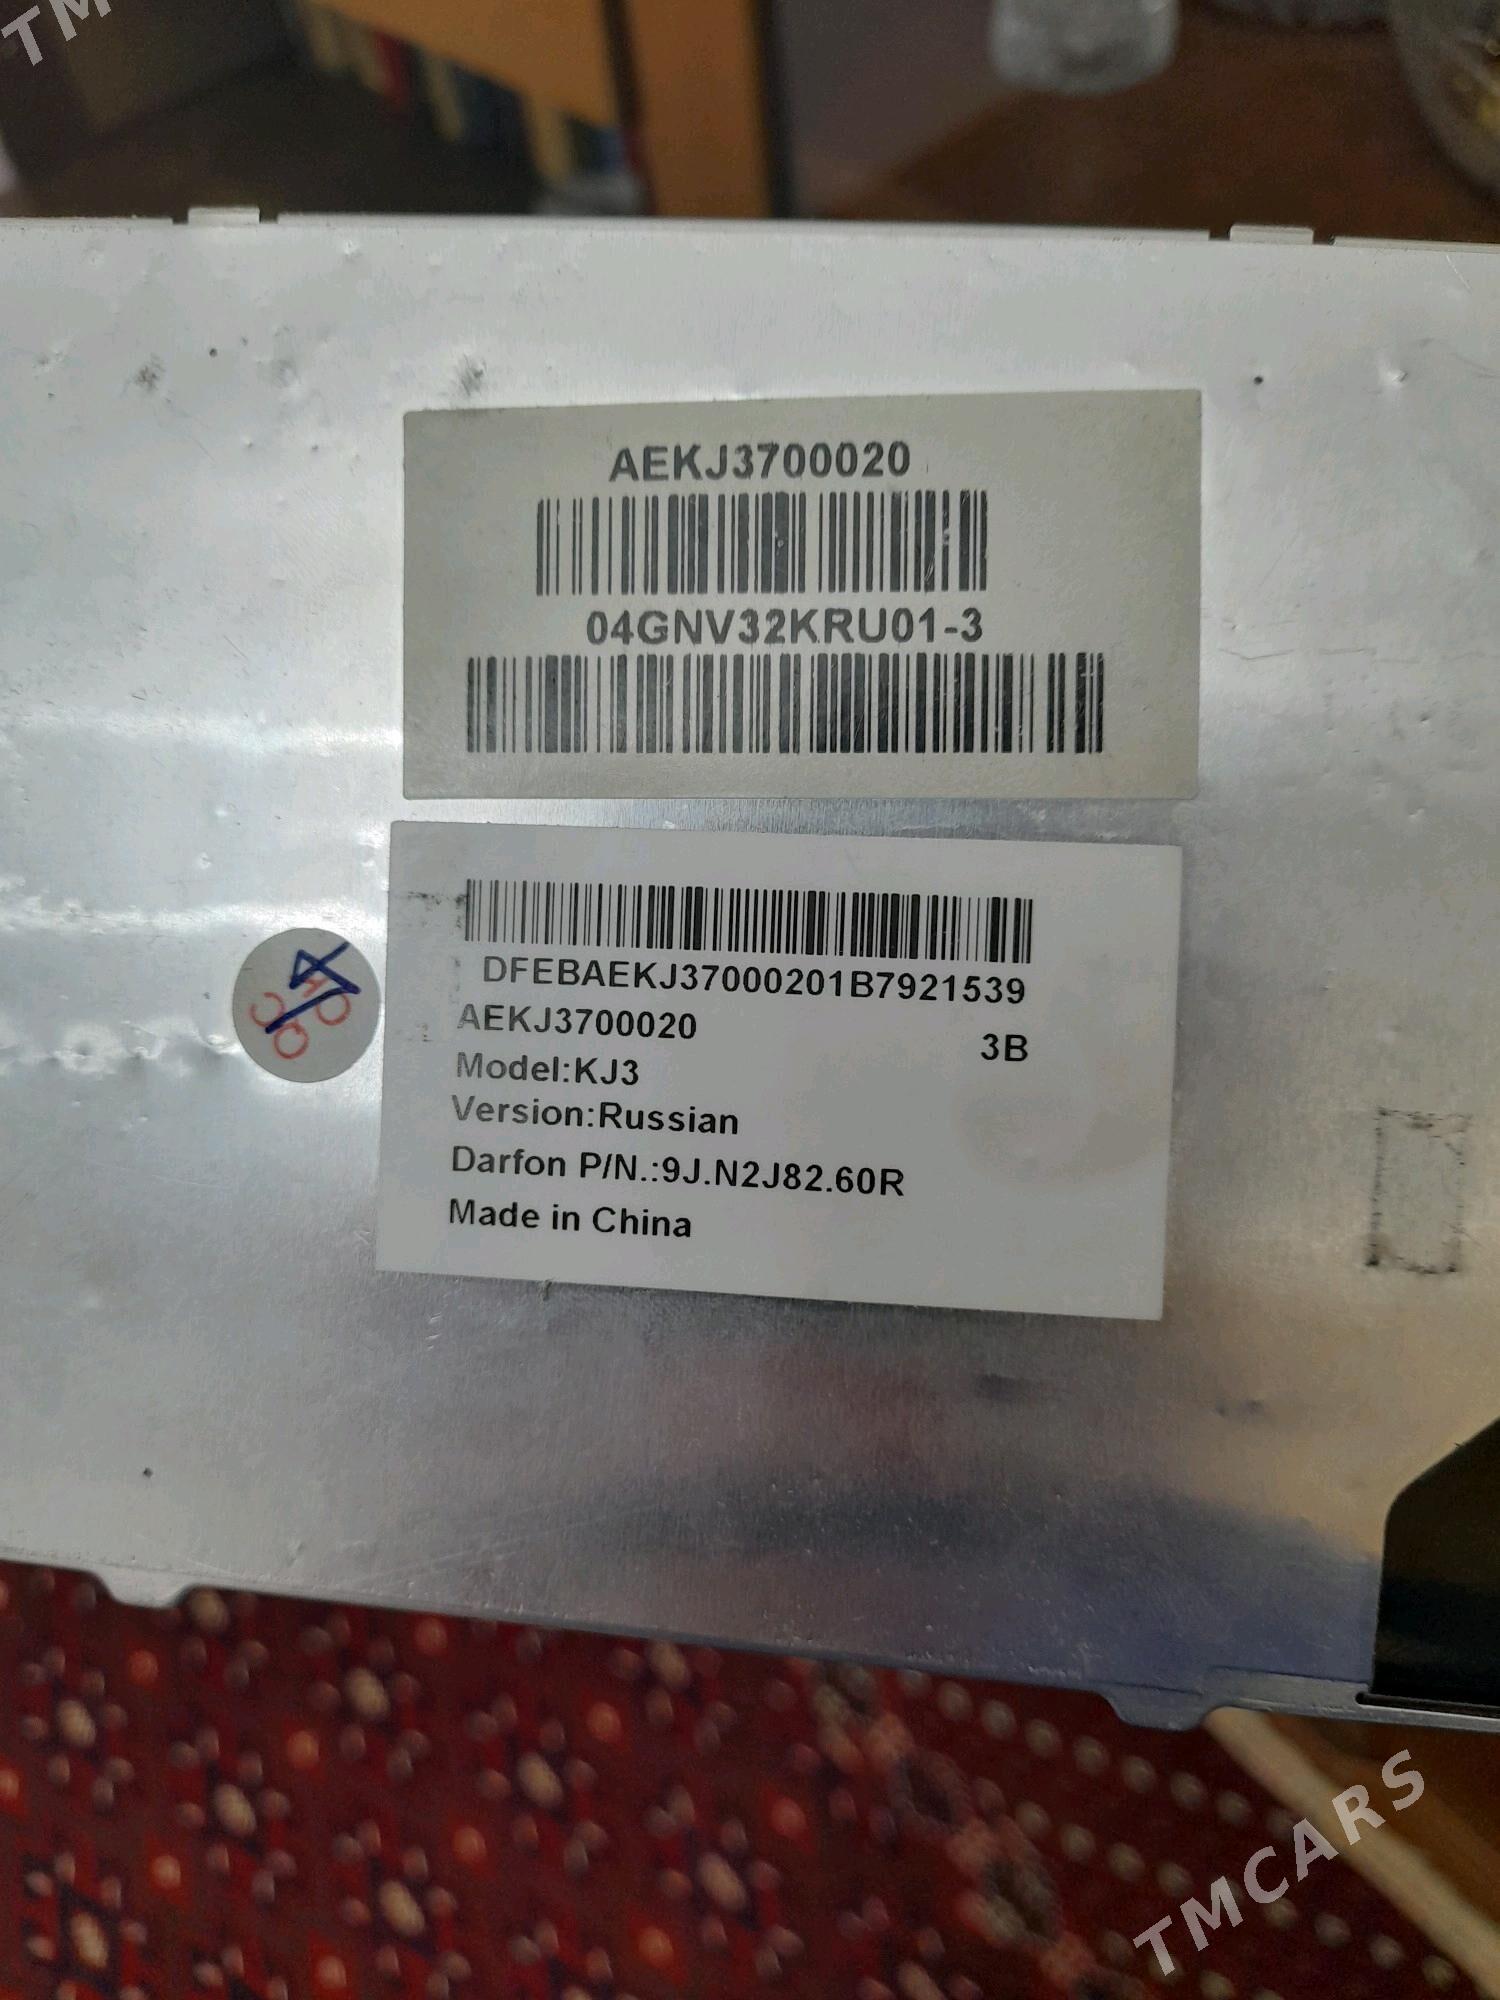 TM
AEKJ3700020
04GNV32KRU01-3
DFEBAEKJ37000201B7921539
AEKJ3700020
3B
Model:KJ3
Version:Russian
Darfon P/N.:9J.N2J82.60R
Made in China
TMCARS